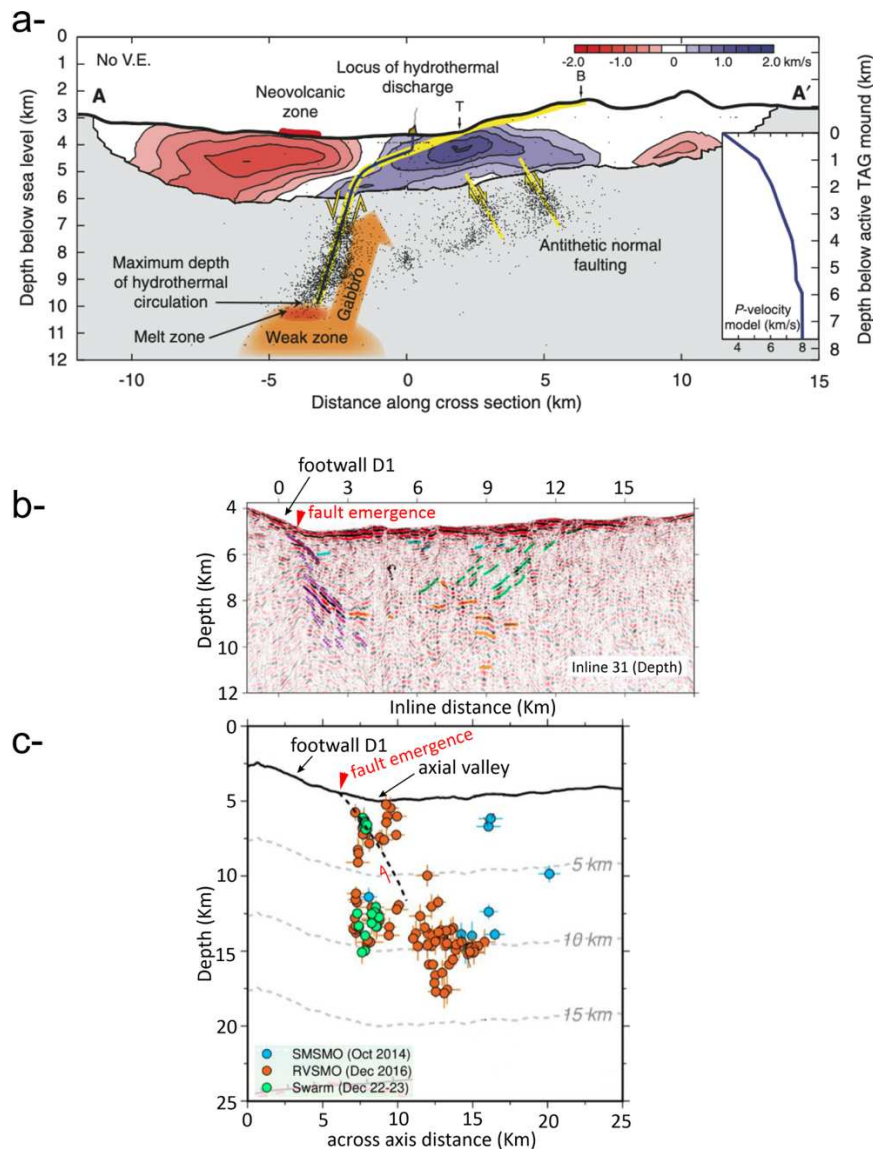 a-
0
1
2
3
4
5
6
7
8
9
10
11
12
Depth below sea level (km)
No V.E.
A
Neovolcanic
zone
Locus of hydrothermal
discharge
T
B
A′
-2.0 -1.0 0 1.0 2.0 km/s
0
1
2
3
4
5
6
7
8
Depth below active TAG mound (km)
Maximum depth
of hydrothermal
circulation
Melt zone
Weak zone
Gabbro
Antithetic normal
faulting
P-velocity
model (km/s)
4 6 8
-10 -5 0 5 10 15
Distance along cross section (km)
b-
footwall D1
0 3 6 9 12 15
fault emergence
4
6
8
10
12
Depth (Km)
?
Inline 31 (Depth)
Inline distance (Km)
c-
0
5
10
15
20
25
Depth (Km)
footwall D1
fault emergence
axial valley
5 km
10 km
15 km
SMSMO (Oct 2014)
RVSMO (Dec 2016)
Swarm (Dec 22-23)
0 5 10 15 20 25
across axis distance (Km)